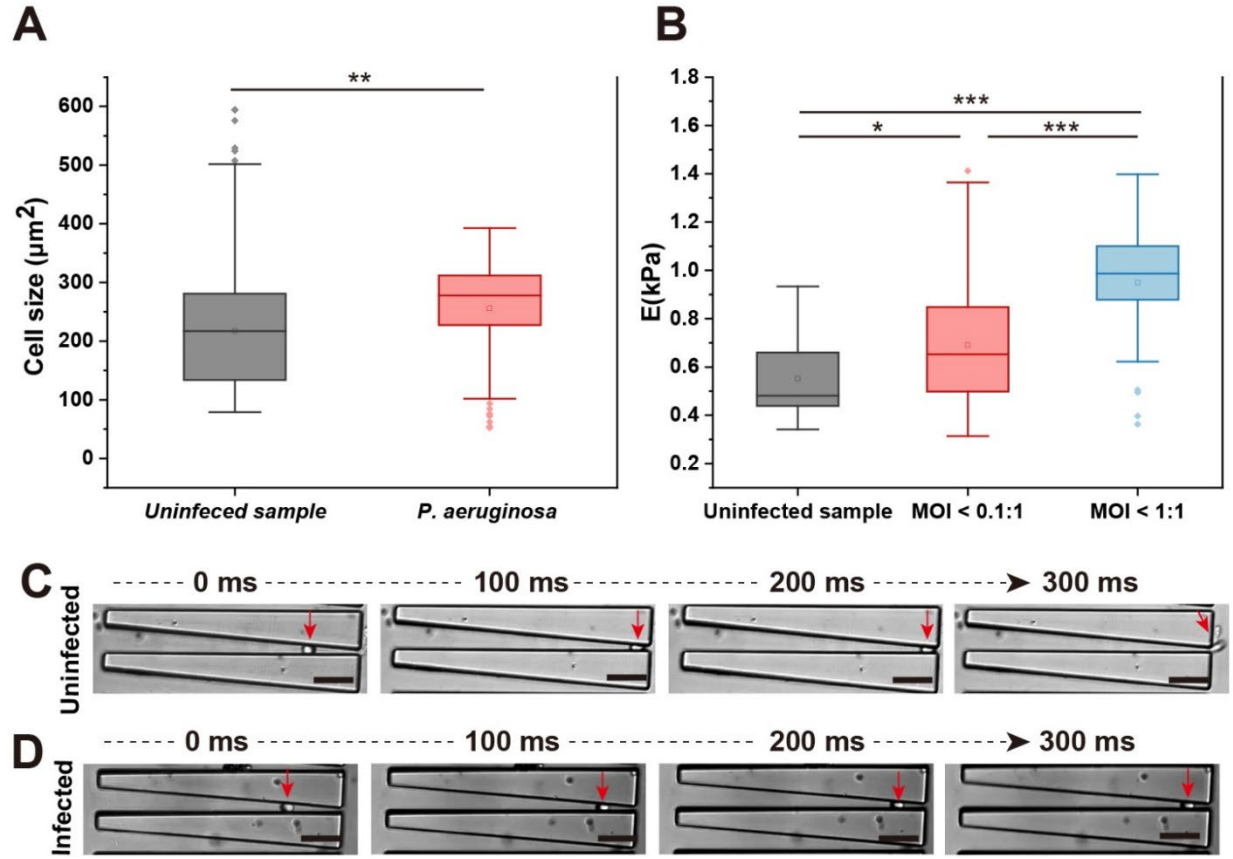 A
B
**
600
500
400
300
200
100
0
Cell size (µm²)
Uninfeced sample
P. aeruginosa
1.8
1.6
1.4
1.2
1.0
0.8
0.6
0.4
0.2
E(kPa)
***
*
***
Uninfected sample
MOI < 0.1:1
MOI < 1:1
C
0 ms
100 ms
200 ms
300 ms
Uninfected
D
0 ms
100 ms
200 ms
300 ms
Infected